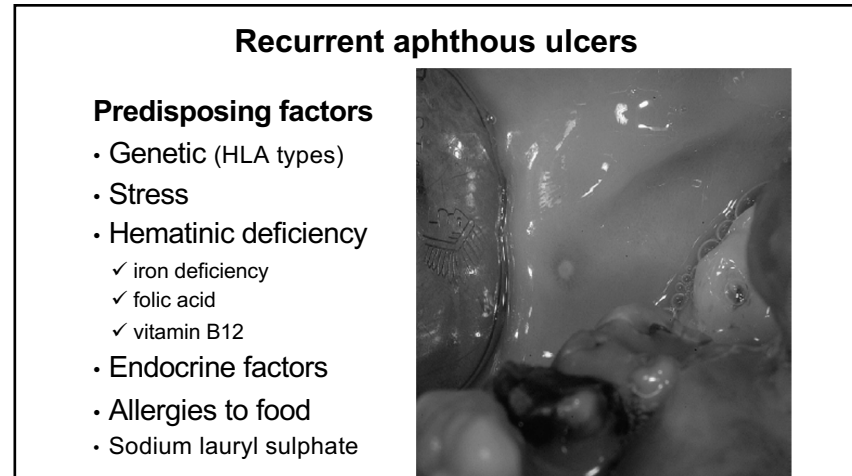 Recurrent aphthous ulcers
Predisposing factors
• Genetic (HLA types)
• Stress
• Hematinic deficiency
✓ iron deficiency
✓ folic acid
✓ vitamin B12
• Endocrine factors
• Allergies to food
• Sodium lauryl sulphate